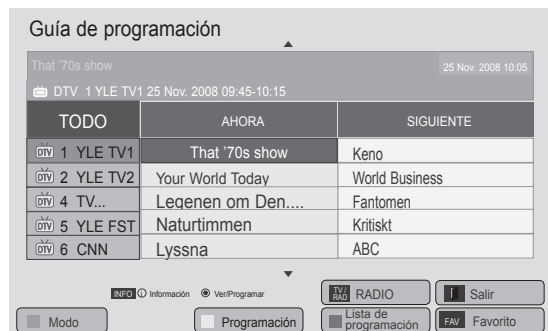 Guía de programación
That '70s show
25 Nov. 2008 10:05
DTV 1 YLE TV1 25 Nov. 2008 09:45-10:15
TODO AHORA SIGUIENTE
DTV 1 YLE TV1 That '70s show Keno
DTV 2 YLE TV2 Your World Today World Business
DTV 4 TV... Legenen om Den.... Fantomen
DTV 5 YLE FST Naturtimmen Kritiskt
DTV 6 CNN Lyssna ABC
INFO i Información Ver/Programar TV/RAD RADIO Salir
Modo Programación Lista de programación FAV Favorito